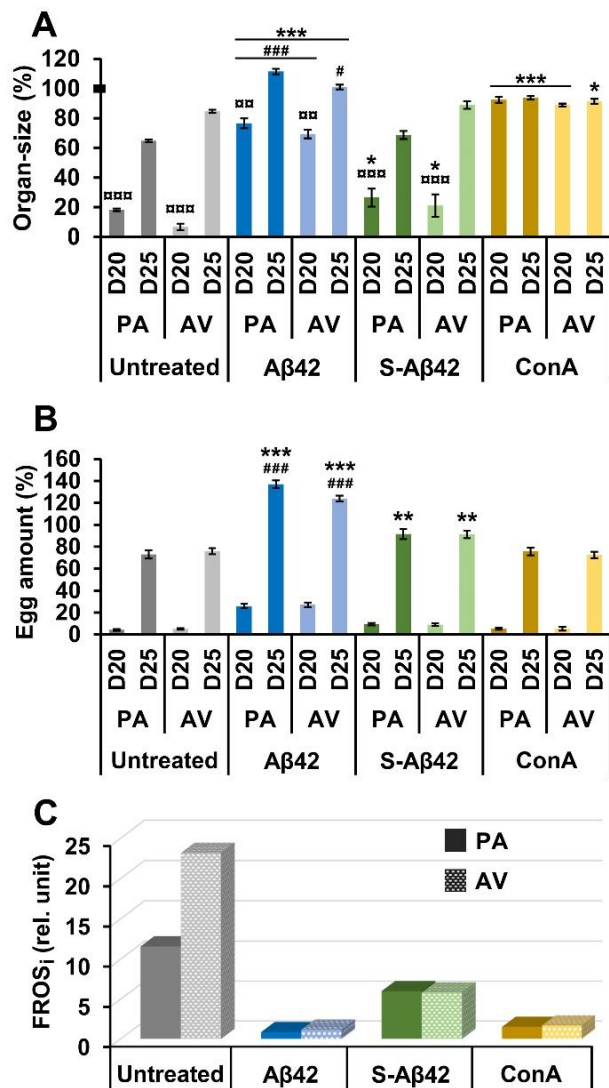 A
Organ-size (%)
120
100
80
60
40
20
0
*** ***
### #
¤¤ ¤¤ * * *** *
¤¤¤ ¤¤¤ ¤¤¤ ¤¤¤
D20 D25 D20 D25 D20 D25 D20 D25 D20 D25 D20 D25 D20 D25 D20 D25
PA AV PA AV PA AV PA AV
Untreated Aβ42 S-Aβ42 ConA
B
Egg amount (%)
160
140
120
100
80
60
40
20
0
*** ***
### ###
** **
D20 D25 D20 D25 D20 D25 D20 D25 D20 D25 D20 D25 D20 D25 D20 D25
PA AV PA AV PA AV PA AV
Untreated Aβ42 S-Aβ42 ConA
C
FROSi (rel. unit)
25
20
15
10
5
0
PA
AV
Untreated Aβ42 S-Aβ42 ConA